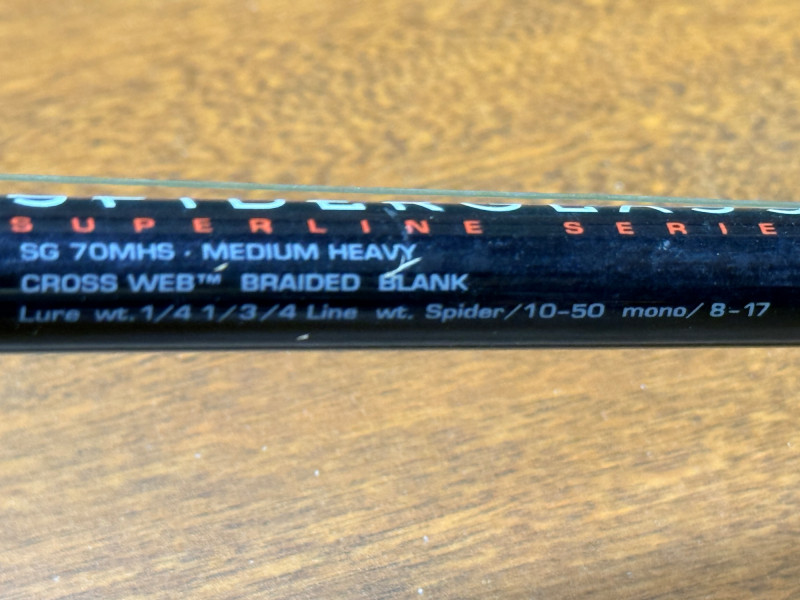 SPIDERGLASS
SUPERLINE SERIE
SG 70MHS · MEDIUM HEAVY
CROSS WEB™ BRAIDED BLANK
Lure wt. 1/4 1/3/4 Line wt. Spider/10-50 mono/ 8-17